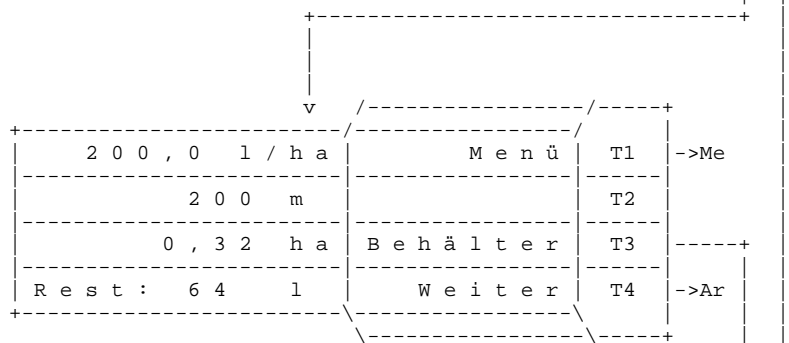 200,0 l/ha Menü T1 ->Me
200 m T2
0,32 ha Behälter T3
Rest: 64 l Weiter T4 ->Ar